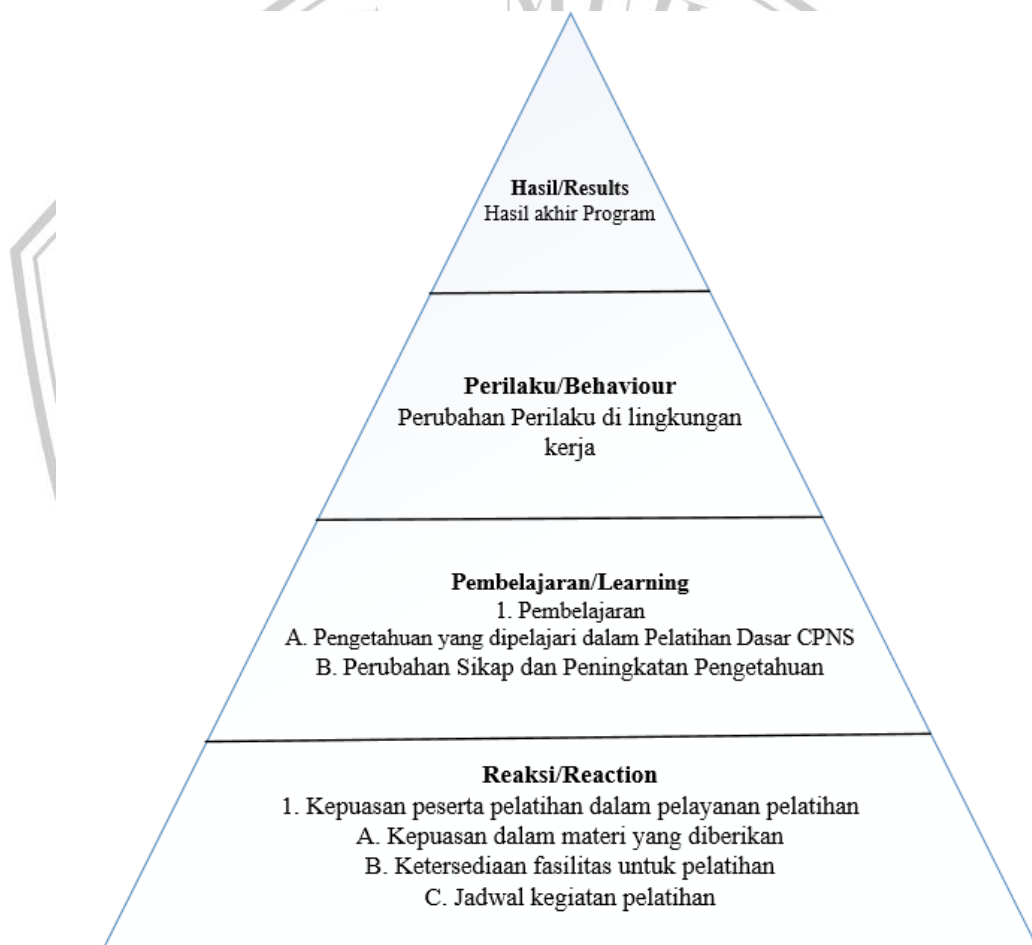 Hasil/Results
Hasil akhir Program
Perilaku/Behaviour
Perubahan Perilaku di lingkungan
kerja
Pembelajaran/Learning
1. Pembelajaran
A. Pengetahuan yang dipelajari dalam Pelatihan Dasar CPNS
B. Perubahan Sikap dan Peningkatan Pengetahuan
Reaksi/Reaction
1. Kepuasan peserta pelatihan dalam pelayanan pelatihan
A. Kepuasan dalam materi yang diberikan
B. Ketersediaan fasilitas untuk pelatihan
C. Jadwal kegiatan pelatihan